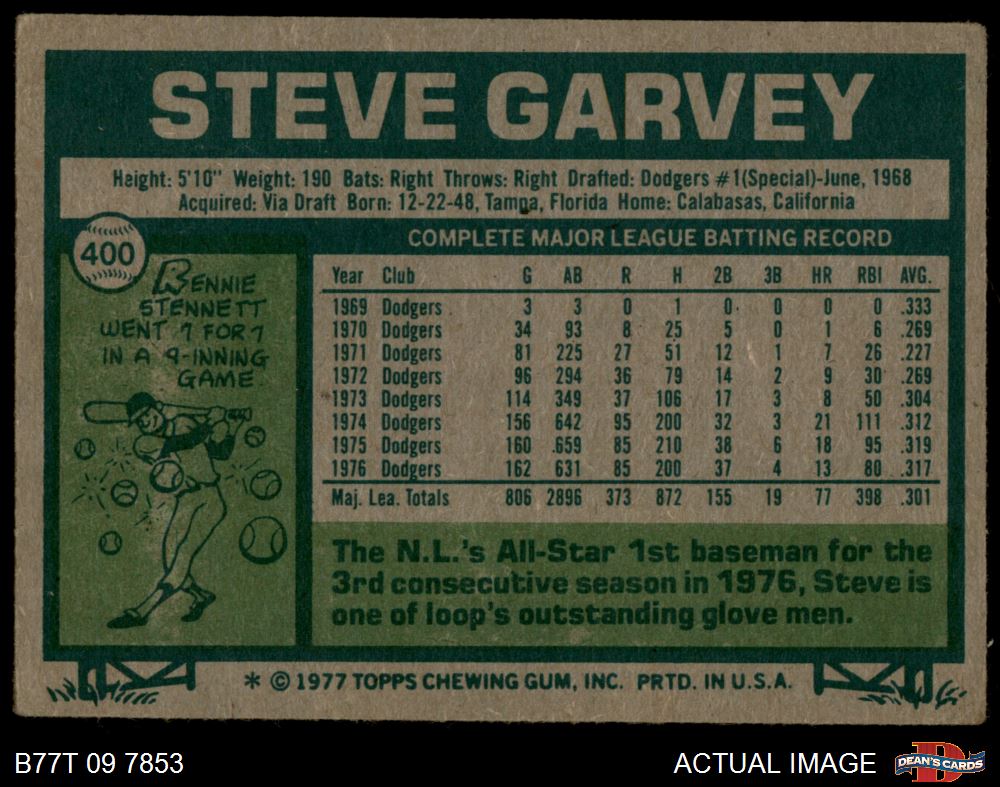 STEVE GARVEY
Height: 5'10" Weight: 190 Bats: Right Throws: Right Drafted: Dodgers #1(Special)-June, 1968
Acquired: Via Draft Born: 12-22-48, Tampa, Florida Home: Calabasas, California
400
RENNIE
STENNETT
WENT 7 FOR 7
IN A 9-INNING
GAME
COMPLETE MAJOR LEAGUE BATTING RECORD
Year Club G AB R H 2B 3B HR RBI AVG.
1969 Dodgers 3 3 0 1 0 0 0 0 .333
1970 Dodgers 34 93 8 25 5 0 1 6 .269
1971 Dodgers 81 225 27 51 12 1 7 26 .227
1972 Dodgers 96 294 36 79 14 2 9 30 .269
1973 Dodgers 114 349 37 106 17 3 8 50 .304
1974 Dodgers 156 642 95 200 32 3 21 111 .312
1975 Dodgers 160 659 85 210 38 6 18 95 .319
1976 Dodgers 162 631 85 200 37 4 13 80 .317
Maj. Lea. Totals 806 2896 373 872 155 19 77 398 .301
The N.L.'s All-Star 1st baseman for the
3rd consecutive season in 1976, Steve is
one of loop's outstanding glove men.
* © 1977 TOPPS CHEWING GUM, INC. PRTD. IN U.S.A.
B77T 09 7853
ACTUAL IMAGE
DEAN'S CARDS